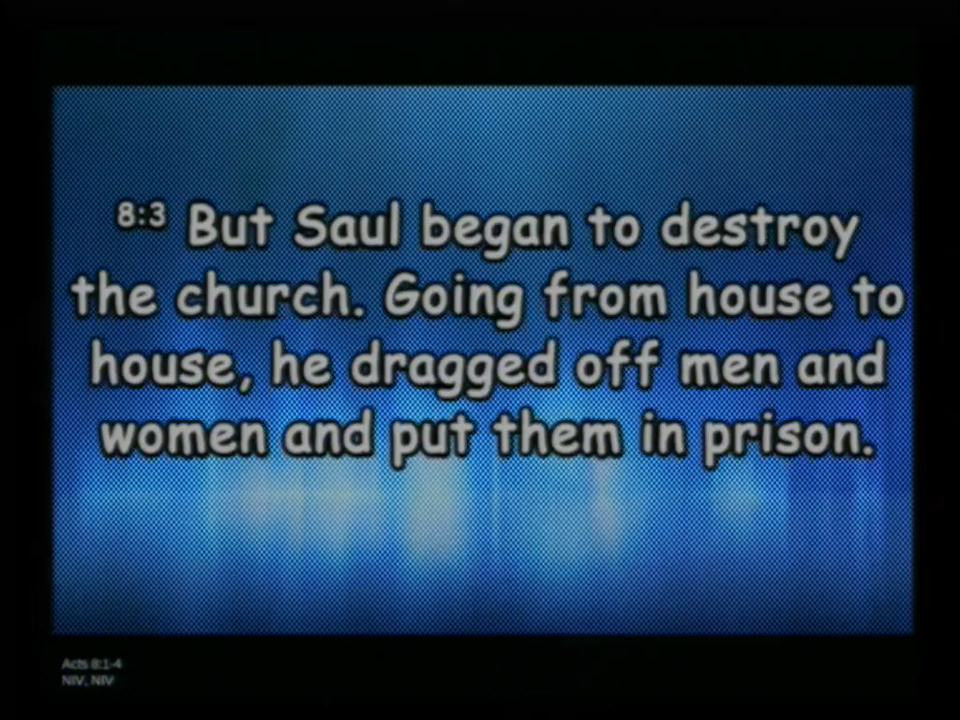 8:3 But Saul began to destroy
the church. Going from house to
house, he dragged off men and
women and put them in prison.
Acts 8:1-4
NIV, NIV